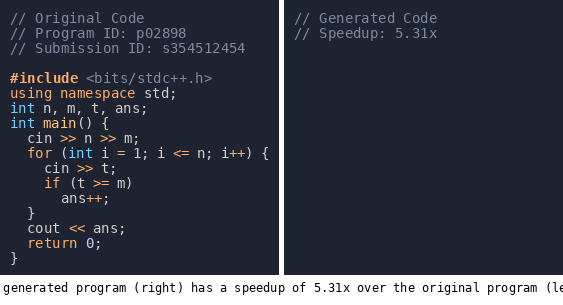 // Original Code
// Program ID: p02898
// Submission ID: s354512454
#include <bits/stdc++.h>
using namespace std;
int n, m, t, ans;
int main() {
  cin >> n >> m;
  for (int i = 1; i <= n; i++) {
    cin >> t;
    if (t >= m)
      ans++;
  }
  cout << ans;
  return 0;
}
// Generated Code
// Speedup: 5.31x
generated program (right) has a speedup of 5.31x over the original program (le